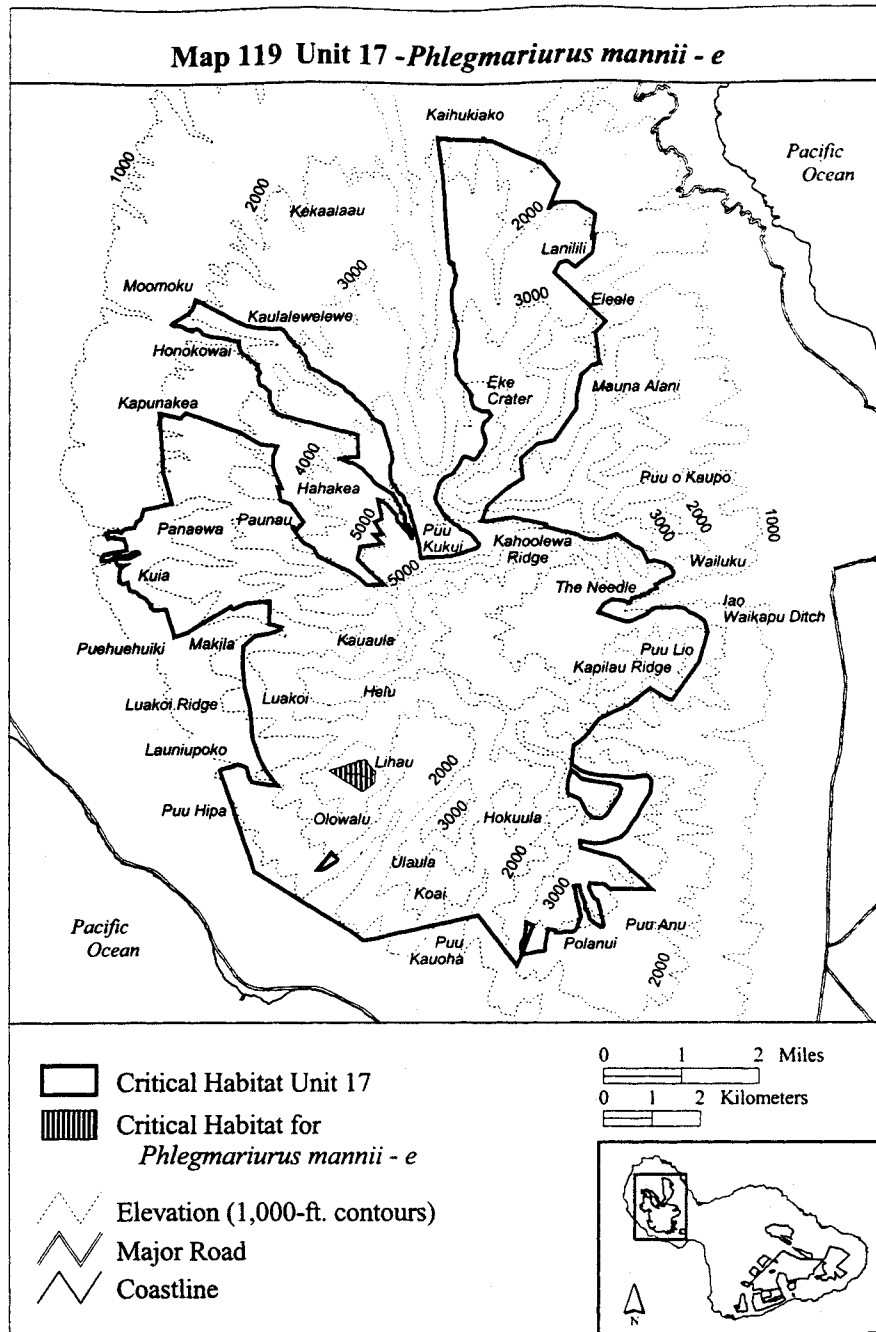 Map 119 Unit 17 -Phlegmariurus mannii - e
Kaihukiako
Pacific
Ocean
1000
2000
Kekaalaau
2000
Lanilili
3000
3000
Moomoku
Eleele
Kaulalewelewe
Honokowai
Eke
Crater
Mauna Alani
Kapunakea
4000
Hahakea
Puu o Kaupo
2000
3000
1000
Panaewa
Paunau
5000
Puu
Kukui
Kahoolewa
Ridge
Wailuku
5000
Kuia
The Needle
Iao
Waikapu Ditch
Puehuehuiki
Makila
Kauaula
Puu Lio
Kapilau Ridge
Luakoi Ridge
Luakoi
Helu
Launiupoko
Lihau
2000
Puu Hipa
Olowalu
3000
Hokuula
Ulaula
2000
Koai
3000
Pacific
Ocean
Puu
Kauoha
Polanui
Puu Anu
2000
Critical Habitat Unit 17
Critical Habitat for
Phlegmariurus mannii - e
Elevation (1,000-ft. contours)
Major Road
Coastline
0 1 2 Miles
0 1 2 Kilometers
N